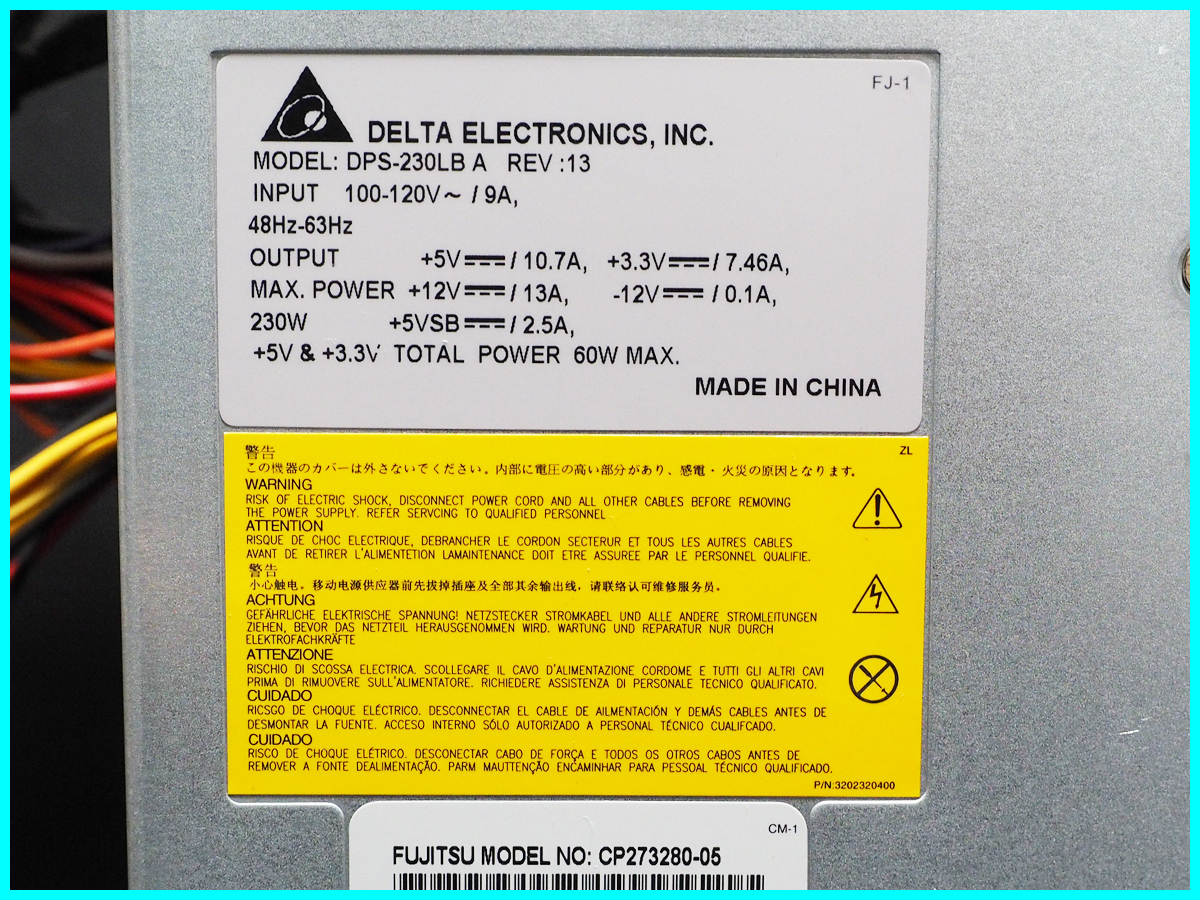 FJ-1
DELTA ELECTRONICS, INC.
MODEL: DPS-230LB A REV :13
INPUT 100-120V～ / 9A,
48Hz-63Hz
OUTPUT +5V⎓/ 10.7A, +3.3V⎓/ 7.46A,
MAX. POWER +12V⎓/ 13A, -12V⎓/ 0.1A,
230W +5VSB⎓/ 2.5A,
+5V & +3.3V TOTAL POWER 60W MAX.
MADE IN CHINA
警告
ZL
この機器のカバーは外さないでください。内部に電圧の高い部分があり、感電・火災の原因となります。
WARNING
RISK OF ELECTRIC SHOCK, DISCONNECT POWER CORD AND ALL OTHER CABLES BEFORE REMOVING
THE POWER SUPPLY. REFER SERVCING TO QUALIFIED PERSONNEL
ATTENTION
RISQUE DE CHOC ELECTRIQUE, DEBRANCHER LE CORDON SECTERUR ET TOUS LES AUTRES CABLES
AVANT DE RETIRER L'ALIMENTETION LAMAINTENANCE DOIT ETRE ASSUREE PAR LE PERSONNEL QUALIFIE.
警告
小心触电。移动电源供应器前先拔掉插座及全部其余输出线，请联络认可维修服务员。
ACHTUNG
GEFÄHRLICHE ELEKTRISCHE SPANNUNG! NETZSTECKER STROMKABEL UND ALLE ANDERE STROMLEITUNGEN
ZIEHEN, BEVOR DAS NETZTEIL HERAUSGENOMMEN WIRD. WARTUNG UND REPARATUR NUR DURCH
ELEKTROFACHKRÄFTE
ATTENZIONE
RISCHIO DI SCOSSA ELECTRICA. SCOLLEGARE IL CAVO D'ALIMENTAZIONE CORDOME E TUTTI GLI ALTRI CAVI
PRIMA DI RIMUOVERE SULL'ALIMENTATORE. RICHIEDERE ASSISTENZA DI PERSONALE TECNICO QUALIFICATO.
CUIDADO
RICSGO DE CHOQUE ELÉCTRICO. DESCONNECTAR EL CABLE DE AILMENTACIÓN Y DEMÁS CABLES ANTES DE
DESMONTAR LA FUENTE. ACCESO INTERNO SÓLO AUTORIZADO A PERSONAL TÉCNICO CUALIFCADO.
CUIDADO
RISCO DE CHOQUE ELÉTRICO. DESCONECTAR CABO DE FORÇA E TODOS OS OTROS CABOS ANTES DE
REMOVER A FONTE DEALIMENTAÇÃO. PARM MAUTTENÇÃO ENCAMINHAR PARA PESSOAL TÉCNICO QUALIFICADO.
P/N:3202320400
CM-1
FUJITSU MODEL NO: CP273280-05